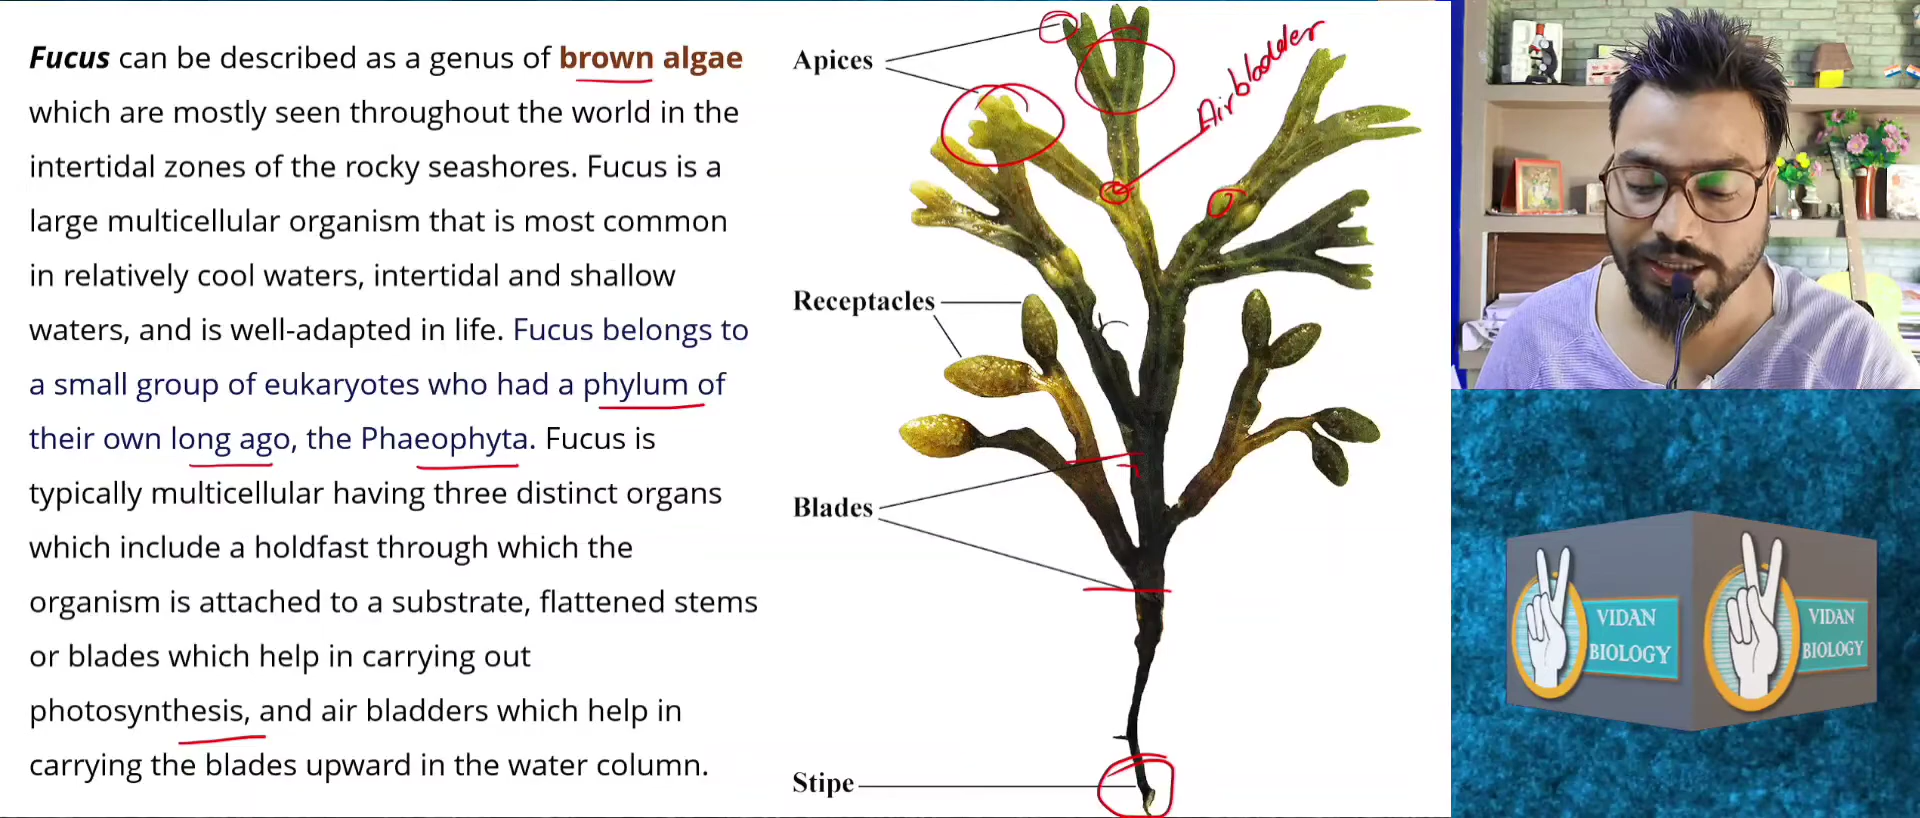 Fucus can be described as a genus of brown algae
which are mostly seen throughout the world in the
intertidal zones of the rocky seashores. Fucus is a
large multicellular organism that is most common
in relatively cool waters, intertidal and shallow
waters, and is well-adapted in life. Fucus belongs to
a small group of eukaryotes who had a phylum of
their own long ago, the Phaeophyta. Fucus is
typically multicellular having three distinct organs
which include a holdfast through which the
organism is attached to a substrate, flattened stems
or blades which help in carrying out
photosynthesis, and air bladders which help in
carrying the blades upward in the water column.
Apices
Airbladder
Receptacles
Blades
Stipe
VIDAN
BIOLOGY
VIDAN
BIOLOGY